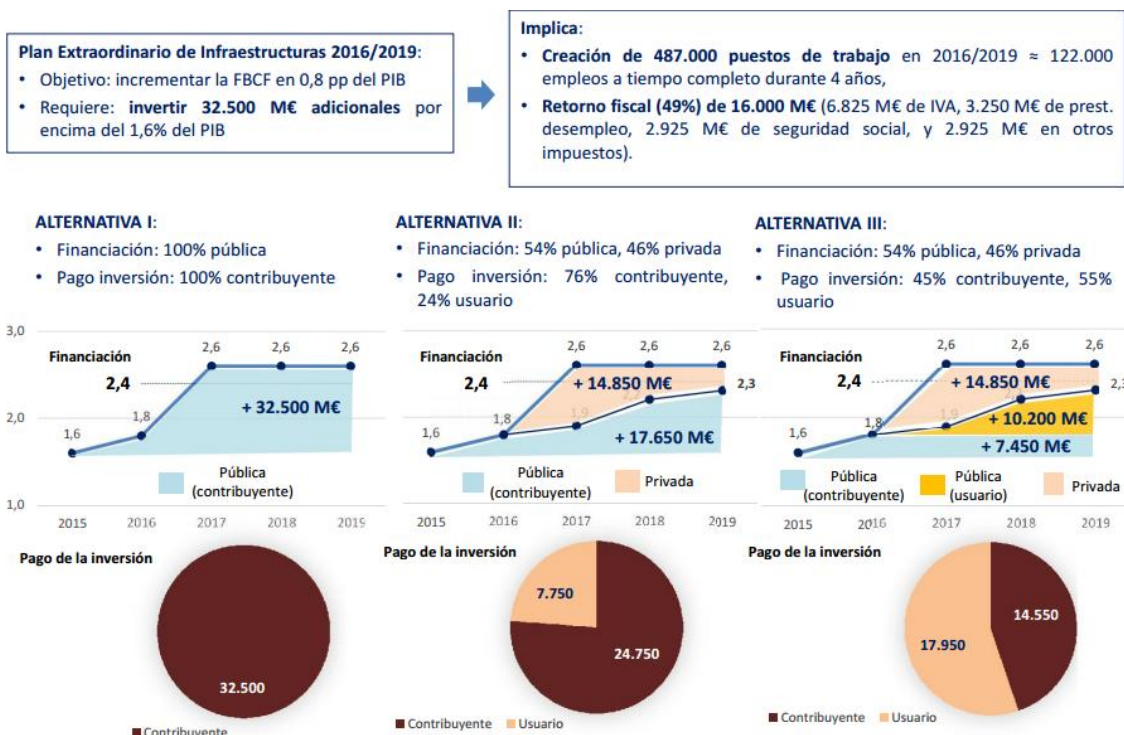 Plan Extraordinario de Infraestructuras 2016/2019:
• Objetivo: incrementar la FBCF en 0,8 pp del PIB
• Requiere: invertir 32.500 M€ adicionales por
encima del 1,6% del PIB
Implica:
• Creación de 487.000 puestos de trabajo en 2016/2019 ≈ 122.000
empleos a tiempo completo durante 4 años,
• Retorno fiscal (49%) de 16.000 M€ (6.825 M€ de IVA, 3.250 M€ de prest.
desempleo, 2.925 M€ de seguridad social, y 2.925 M€ en otros
impuestos).
ALTERNATIVA I:
• Financiación: 100% pública
• Pago inversión: 100% contribuyente
3,0
2,0
1,0
Financiación
2,4
1,6
1,8
2,6
2,6
2,6
+ 32.500 M€
Pública
(contribuyente)
2015 2016 2017 2018 2019
Pago de la inversión
32.500
Contribuyente
ALTERNATIVA II:
• Financiación: 54% pública, 46% privada
• Pago inversión: 76% contribuyente,
24% usuario
Financiación
2,4
1,6
1,8
2,6
2,6
2,6
+ 14.850 M€
1,9
2,2
2,3
+ 17.650 M€
Pública
(contribuyente)
Privada
2015 2016 2017 2018 2019
Pago de la inversión
7.750
24.750
Contribuyente Usuario
ALTERNATIVA III:
• Financiación: 54% pública, 46% privada
• Pago inversión: 45% contribuyente, 55%
usuario
Financiación
2,4
1,6
1,8
2,6
2,6
2,6
+ 14.850 M€
1,9
2,3
+ 10.200 M€
+ 7.450 M€
Pública
(contribuyente)
Pública
(usuario)
Privada
2015 2016 2017 2018 2019
Pago de la inversión
14.550
17.950
Contribuyente Usuario